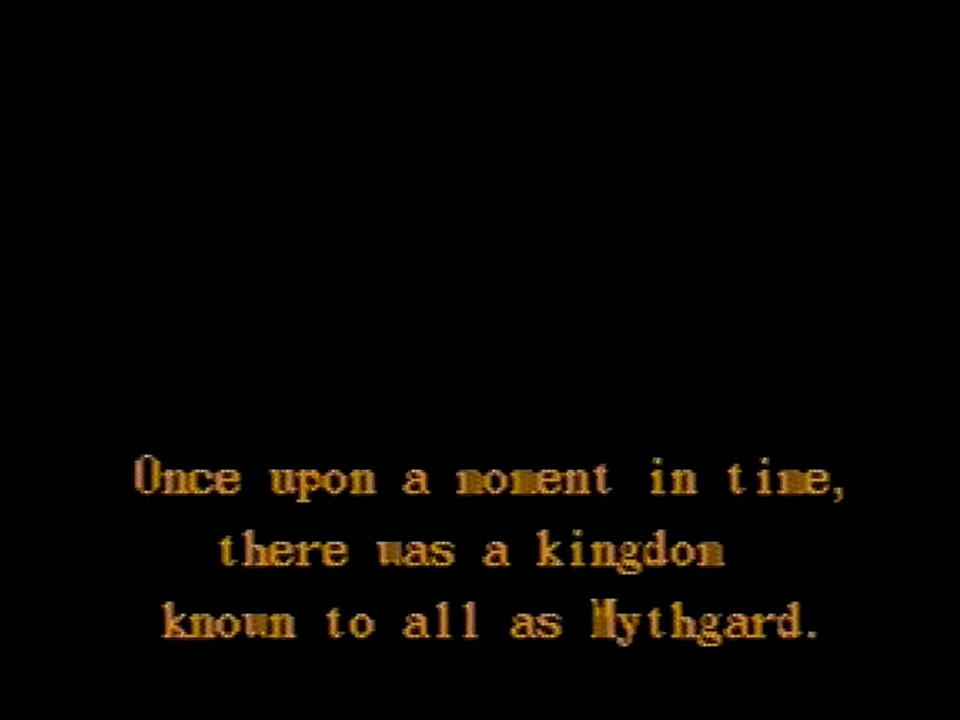 Once upon a moment in time,
there was a kingdom
known to all as Mythgard.